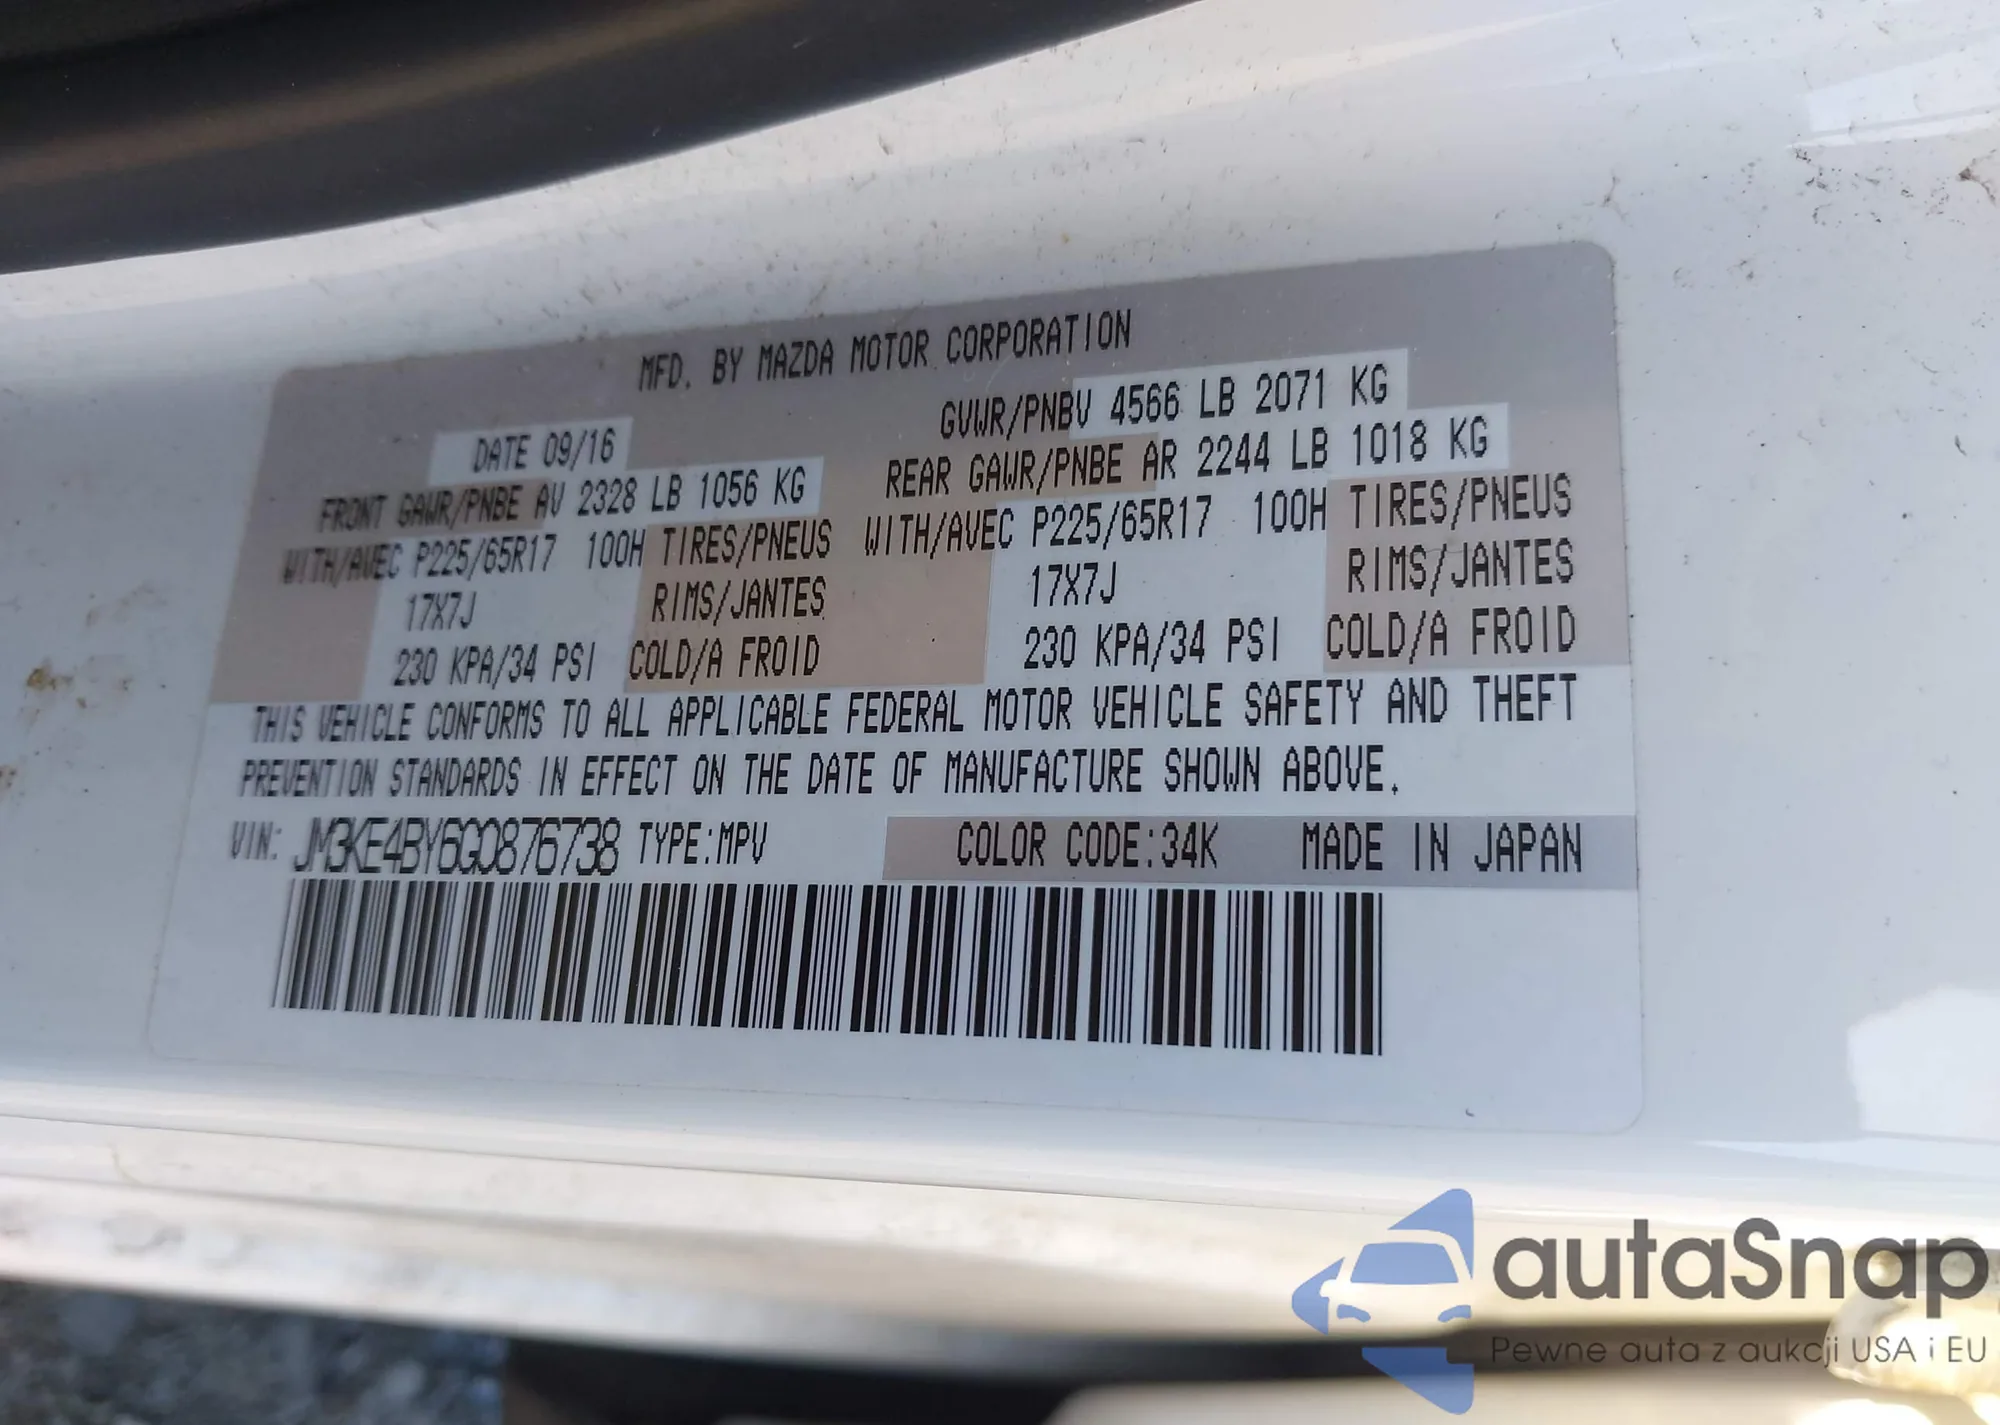 MFD. BY MAZDA MOTOR CORPORATION
DATE 09/16 GVWR/PNBV 4566 LB 2071 KG
FRONT GAWR/PNBE AV 2328 LB 1056 KG REAR GAWR/PNBE AR 2244 LB 1018 KG
WITH/AVEC P225/65R17 100H TIRES/PNEUS WITH/AVEC P225/65R17 100H TIRES/PNEUS
17X7J RIMS/JANTES 17X7J RIMS/JANTES
230 KPA/34 PSI COLD/A FROID 230 KPA/34 PSI COLD/A FROID
THIS VEHICLE CONFORMS TO ALL APPLICABLE FEDERAL MOTOR VEHICLE SAFETY AND THEFT
PREVENTION STANDARDS IN EFFECT ON THE DATE OF MANUFACTURE SHOWN ABOVE.
VIN: JM3KE4BY6G0876738 TYPE:MPV COLOR CODE:34K MADE IN JAPAN
autaSnap
Pewne auta z aukcji USA i EU